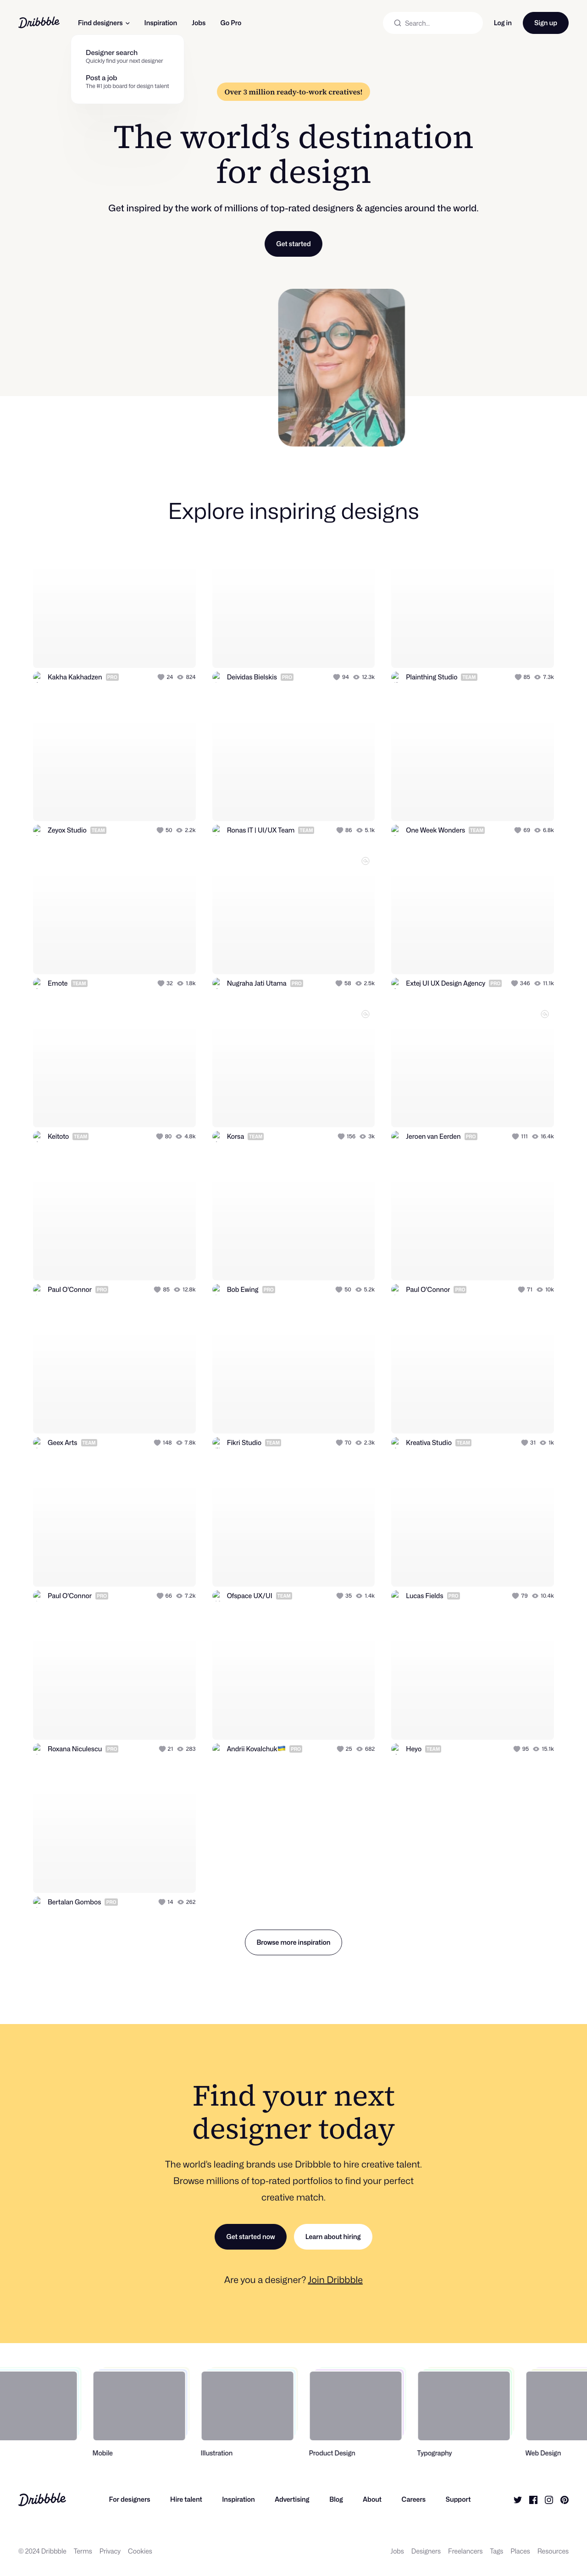 Dribbble
Find designers
Inspiration
Jobs
Go Pro
Search...
Log in
Sign up
Designer search
Quickly find your next designer
Post a job
The #1 job board for design talent
Over 3 million ready-to-work creatives!
The world’s destination
for design
Get inspired by the work of millions of top-rated designers & agencies around the world.
Get started
Explore inspiring designs
Kakha Kakhadzen PRO 24 824
Deividas Bielskis PRO 94 12.3k
Plainthing Studio TEAM 85 7.3k
Zeyox Studio TEAM 50 2.2k
Ronas IT | UI/UX Team TEAM 86 5.1k
One Week Wonders TEAM 69 6.8k
Emote TEAM 32 1.8k
Nugraha Jati Utama PRO 58 2.5k
Extej UI UX Design Agency PRO 346 11.1k
Keitoto TEAM 80 4.8k
Korsa TEAM 156 3k
Jeroen van Eerden PRO 111 16.4k
Paul O'Connor PRO 85 12.8k
Bob Ewing PRO 50 5.2k
Paul O'Connor PRO 71 10k
Geex Arts TEAM 148 7.8k
Fikri Studio TEAM 70 2.3k
Kreativa Studio TEAM 31 1k
Paul O'Connor PRO 66 7.2k
Ofspace UX/UI TEAM 35 1.4k
Lucas Fields PRO 79 10.4k
Roxana Niculescu PRO 21 283
Andrii Kovalchuk🇺🇦 PRO 25 682
Heyo TEAM 95 15.1k
Bertalan Gombos PRO 14 262
Browse more inspiration
Find your next
designer today
The world’s leading brands use Dribbble to hire creative talent.
Browse millions of top-rated portfolios to find your perfect
creative match.
Get started now
Learn about hiring
Are you a designer? Join Dribbble
Mobile
Illustration
Product Design
Typography
Web Design
Dribbble
For designers
Hire talent
Inspiration
Advertising
Blog
About
Careers
Support
© 2024 Dribbble
Terms
Privacy
Cookies
Jobs
Designers
Freelancers
Tags
Places
Resources